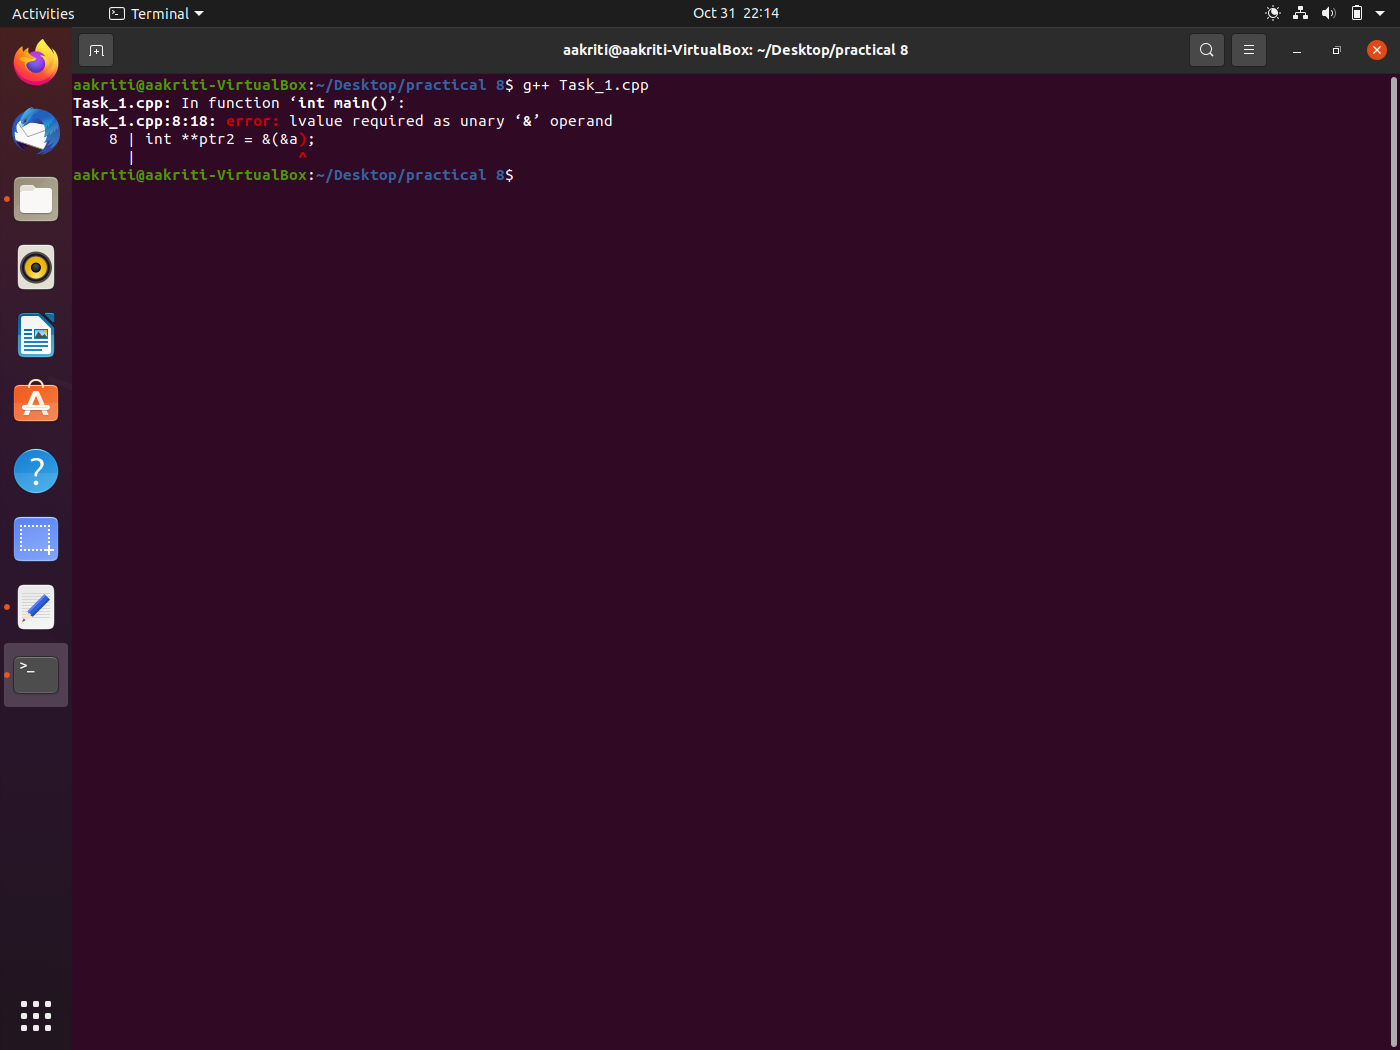 Activities Terminal Oct 31 22:14
aakriti@aakriti-VirtualBox: ~/Desktop/practical 8
aakriti@aakriti-VirtualBox:~/Desktop/practical 8$ g++ Task_1.cpp
Task_1.cpp: In function ‘int main()’:
Task_1.cpp:8:18: error: lvalue required as unary ‘&’ operand
    8 | int **ptr2 = &(&a);
      |                  ^
aakriti@aakriti-VirtualBox:~/Desktop/practical 8$